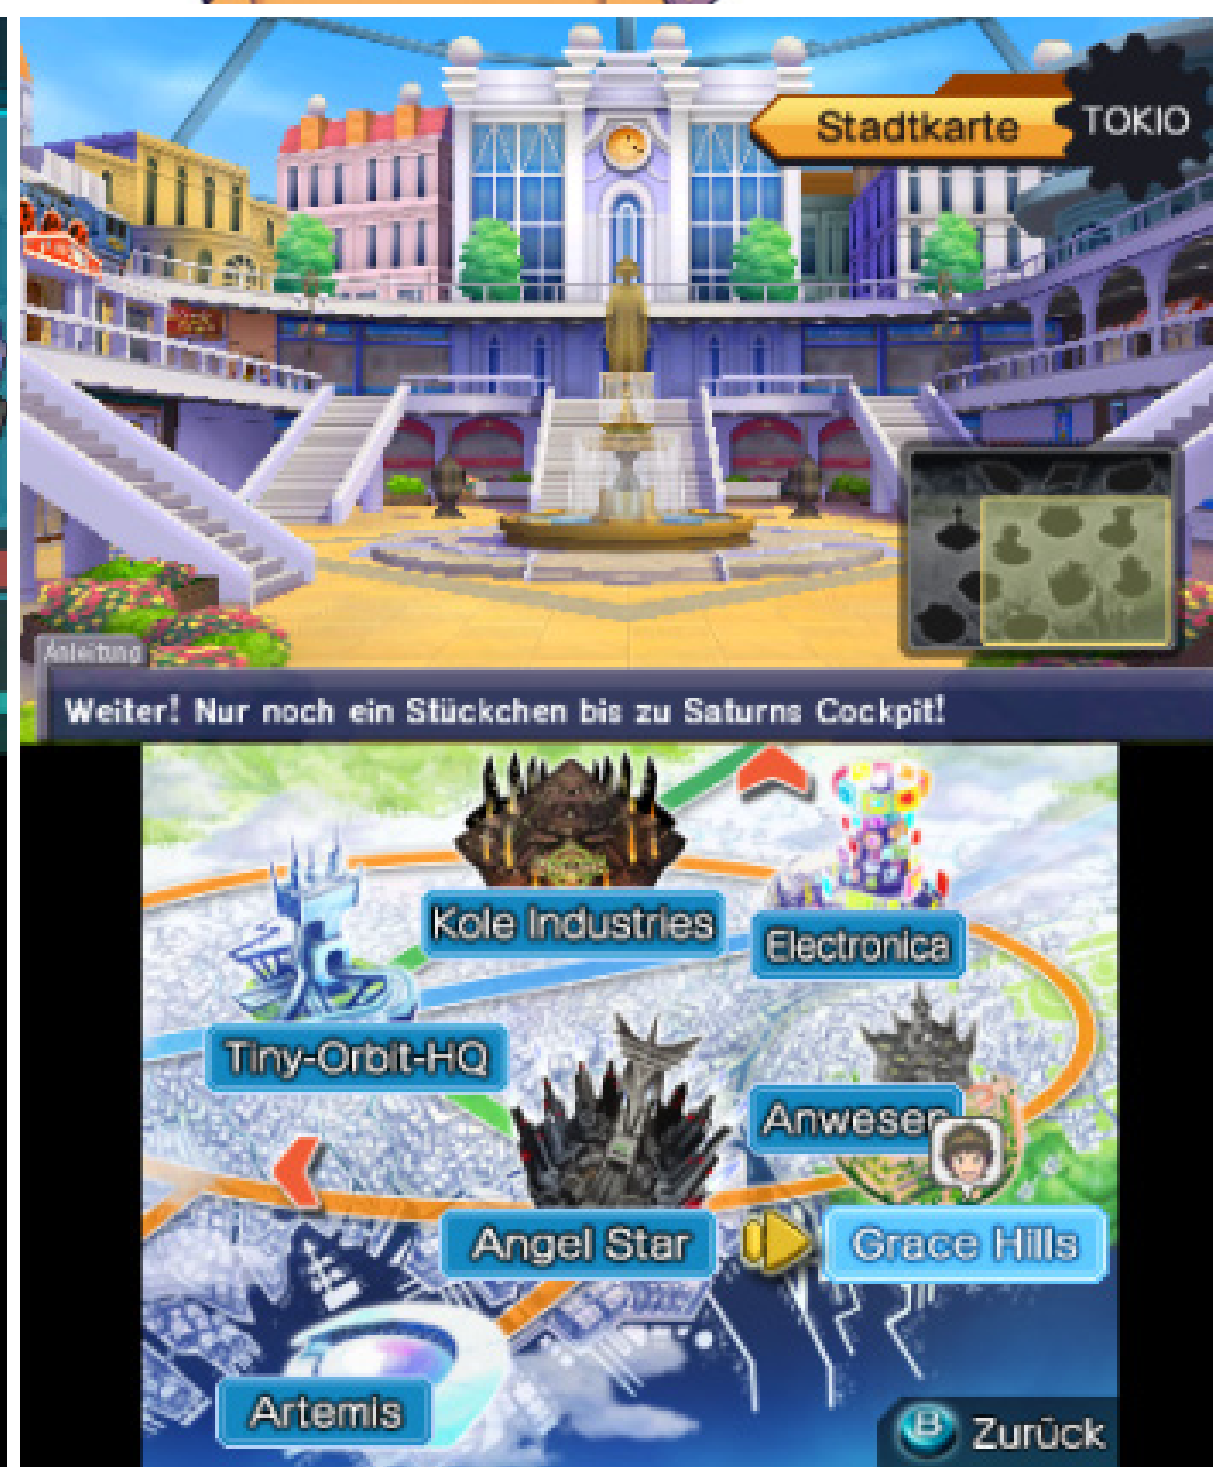 Stadtkarte
TOKIO
Anleitung
Weiter! Nur noch ein Stückchen bis zu Saturns Cockpit!
Kole Industries
Electronica
Tiny-Orbit-HQ
Anwesen
Angel Star
Grace Hills
Artemis
B Zurück